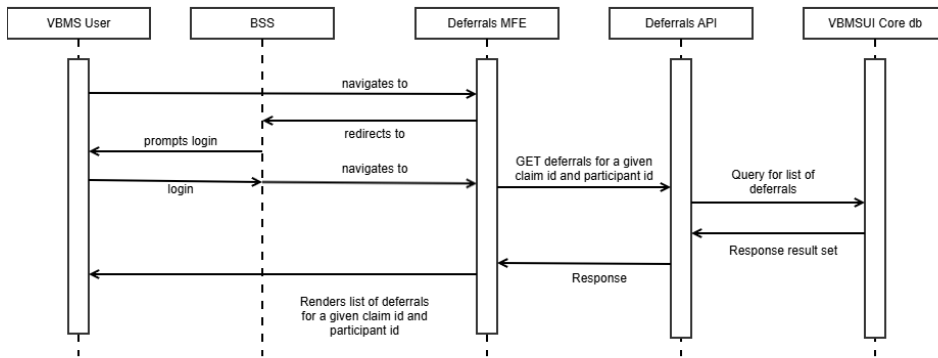 VBMS User
BSS
Deferrals MFE
Deferrals API
VBMSUI Core db
navigates to
redirects to
prompts login
login
navigates to
GET deferrals for a given
claim id and participant id
Query for list of
deferrals
Response result set
Response
Renders list of deferrals
for a given claim id and
participant id